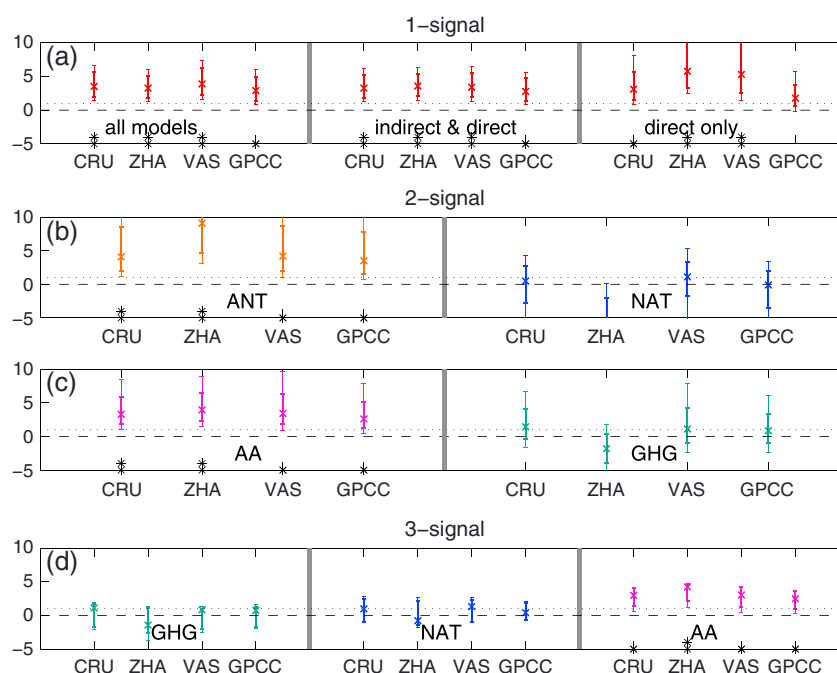 1-signal
10
(a)
5
0
-5
all models
indirect & direct
direct only
CRU ZHA VAS GPCC CRU ZHA VAS GPCC CRU ZHA VAS GPCC
2-signal
10
(b)
5
0
-5
ANT
NAT
CRU ZHA VAS GPCC CRU ZHA VAS GPCC
10
(c)
5
0
-5
AA
GHG
CRU ZHA VAS GPCC CRU ZHA VAS GPCC
3-signal
10
(d)
5
0
-5
GHG
NAT
AA
CRU ZHA VAS GPCC CRU ZHA VAS GPCC CRU ZHA VAS GPCC